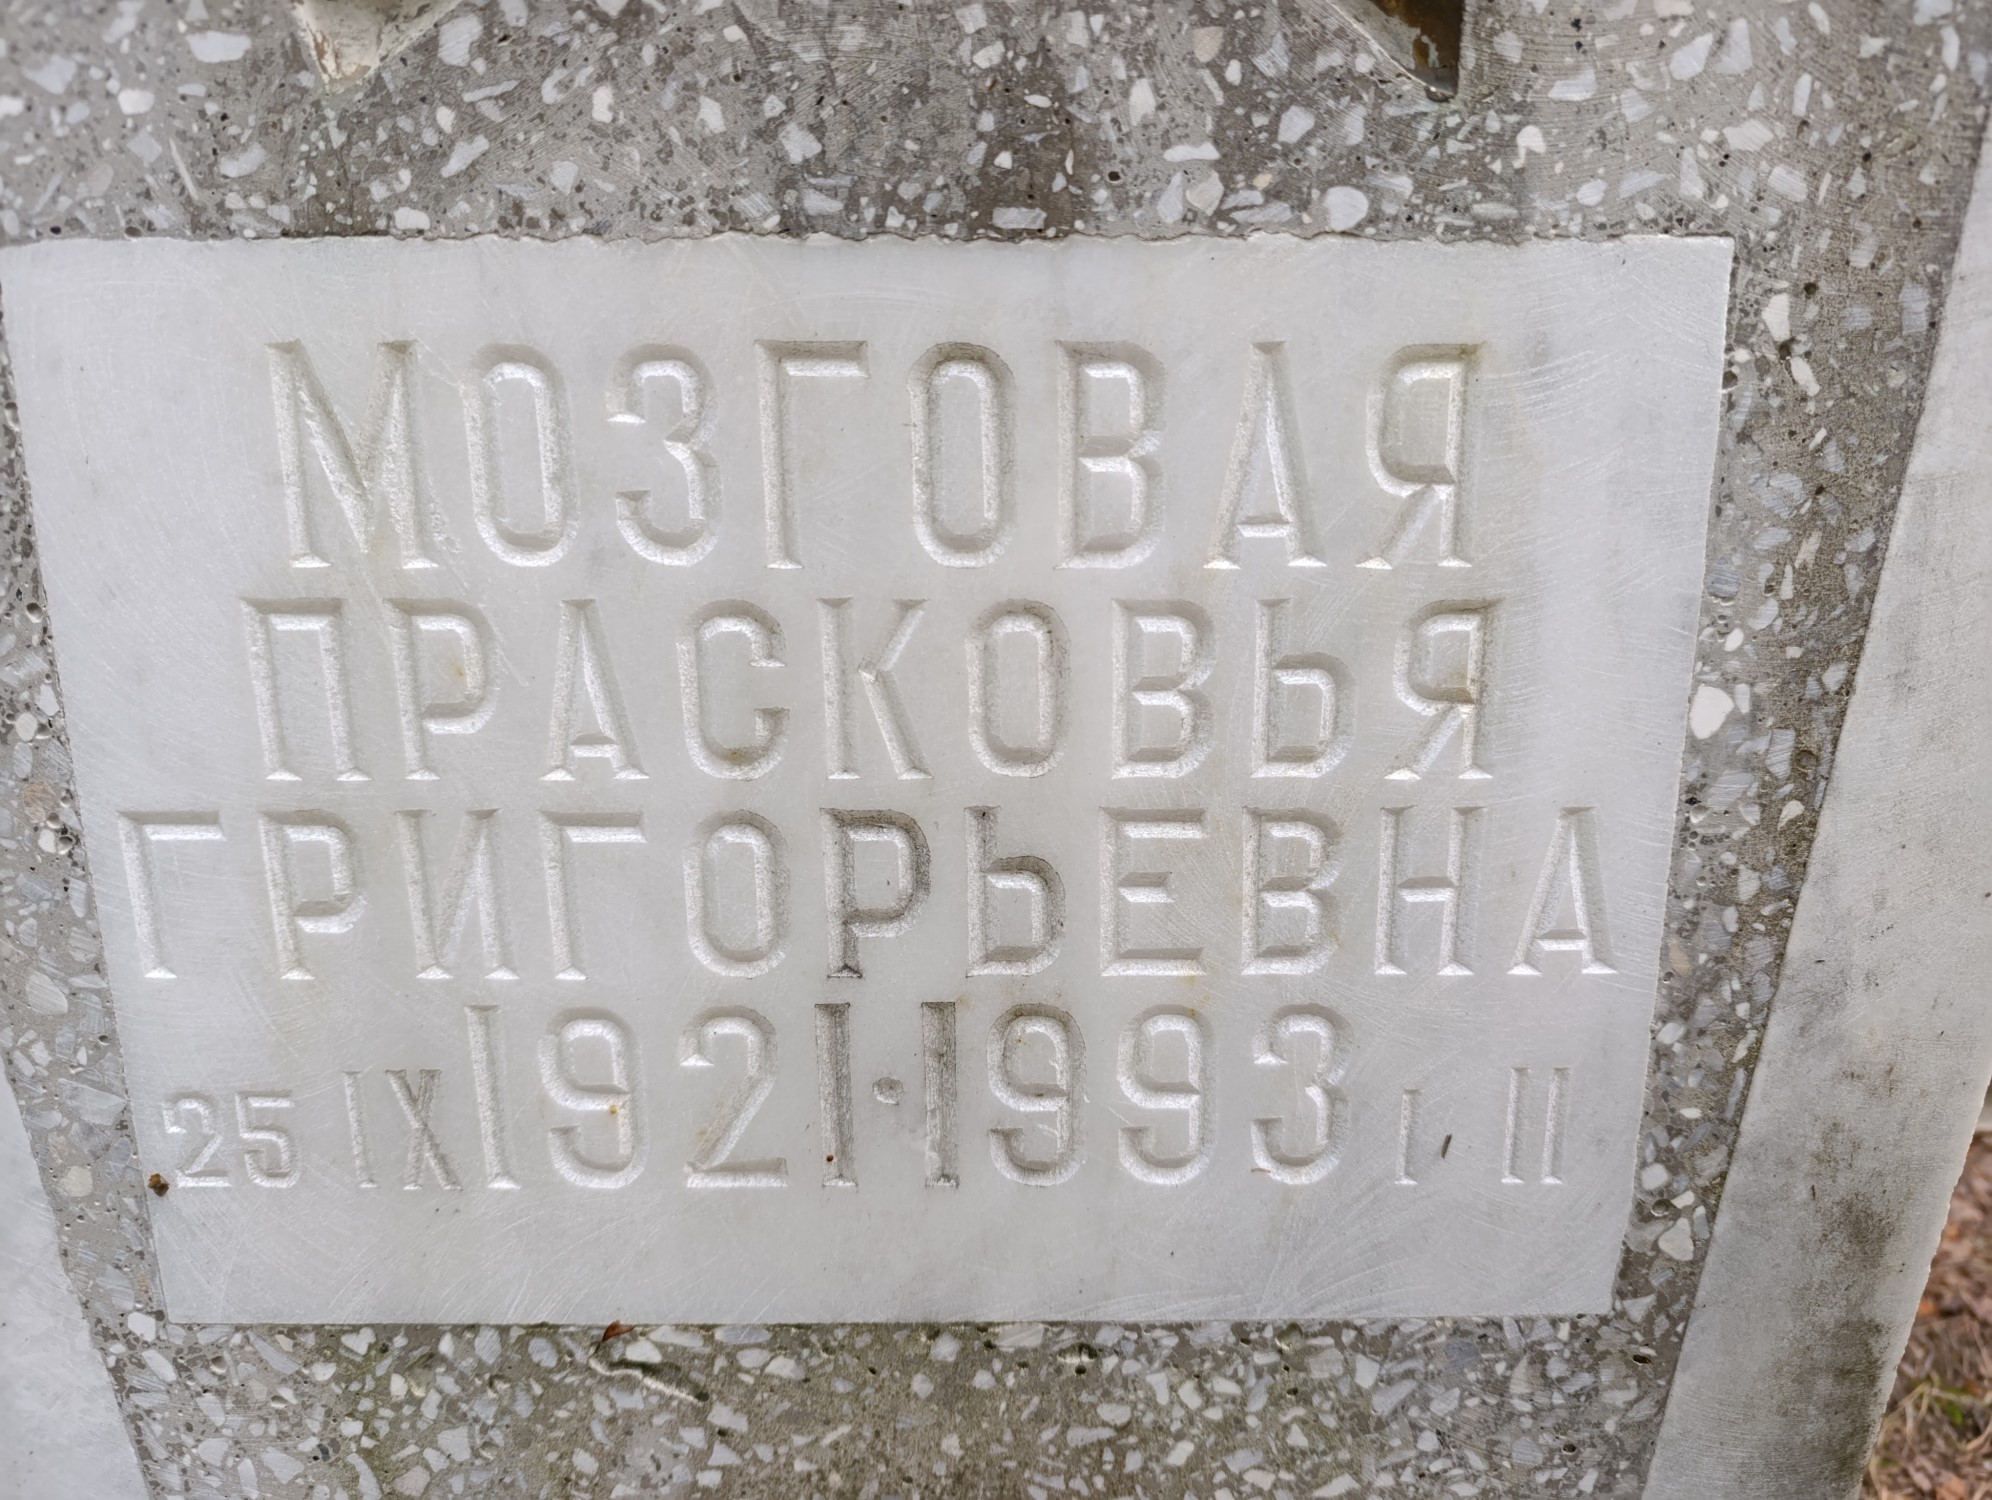 МОЗГОВАЯ
ПРАСКОВЬЯ
ГРИГОРЬЕВНА
25 IX 1921·1993 I II